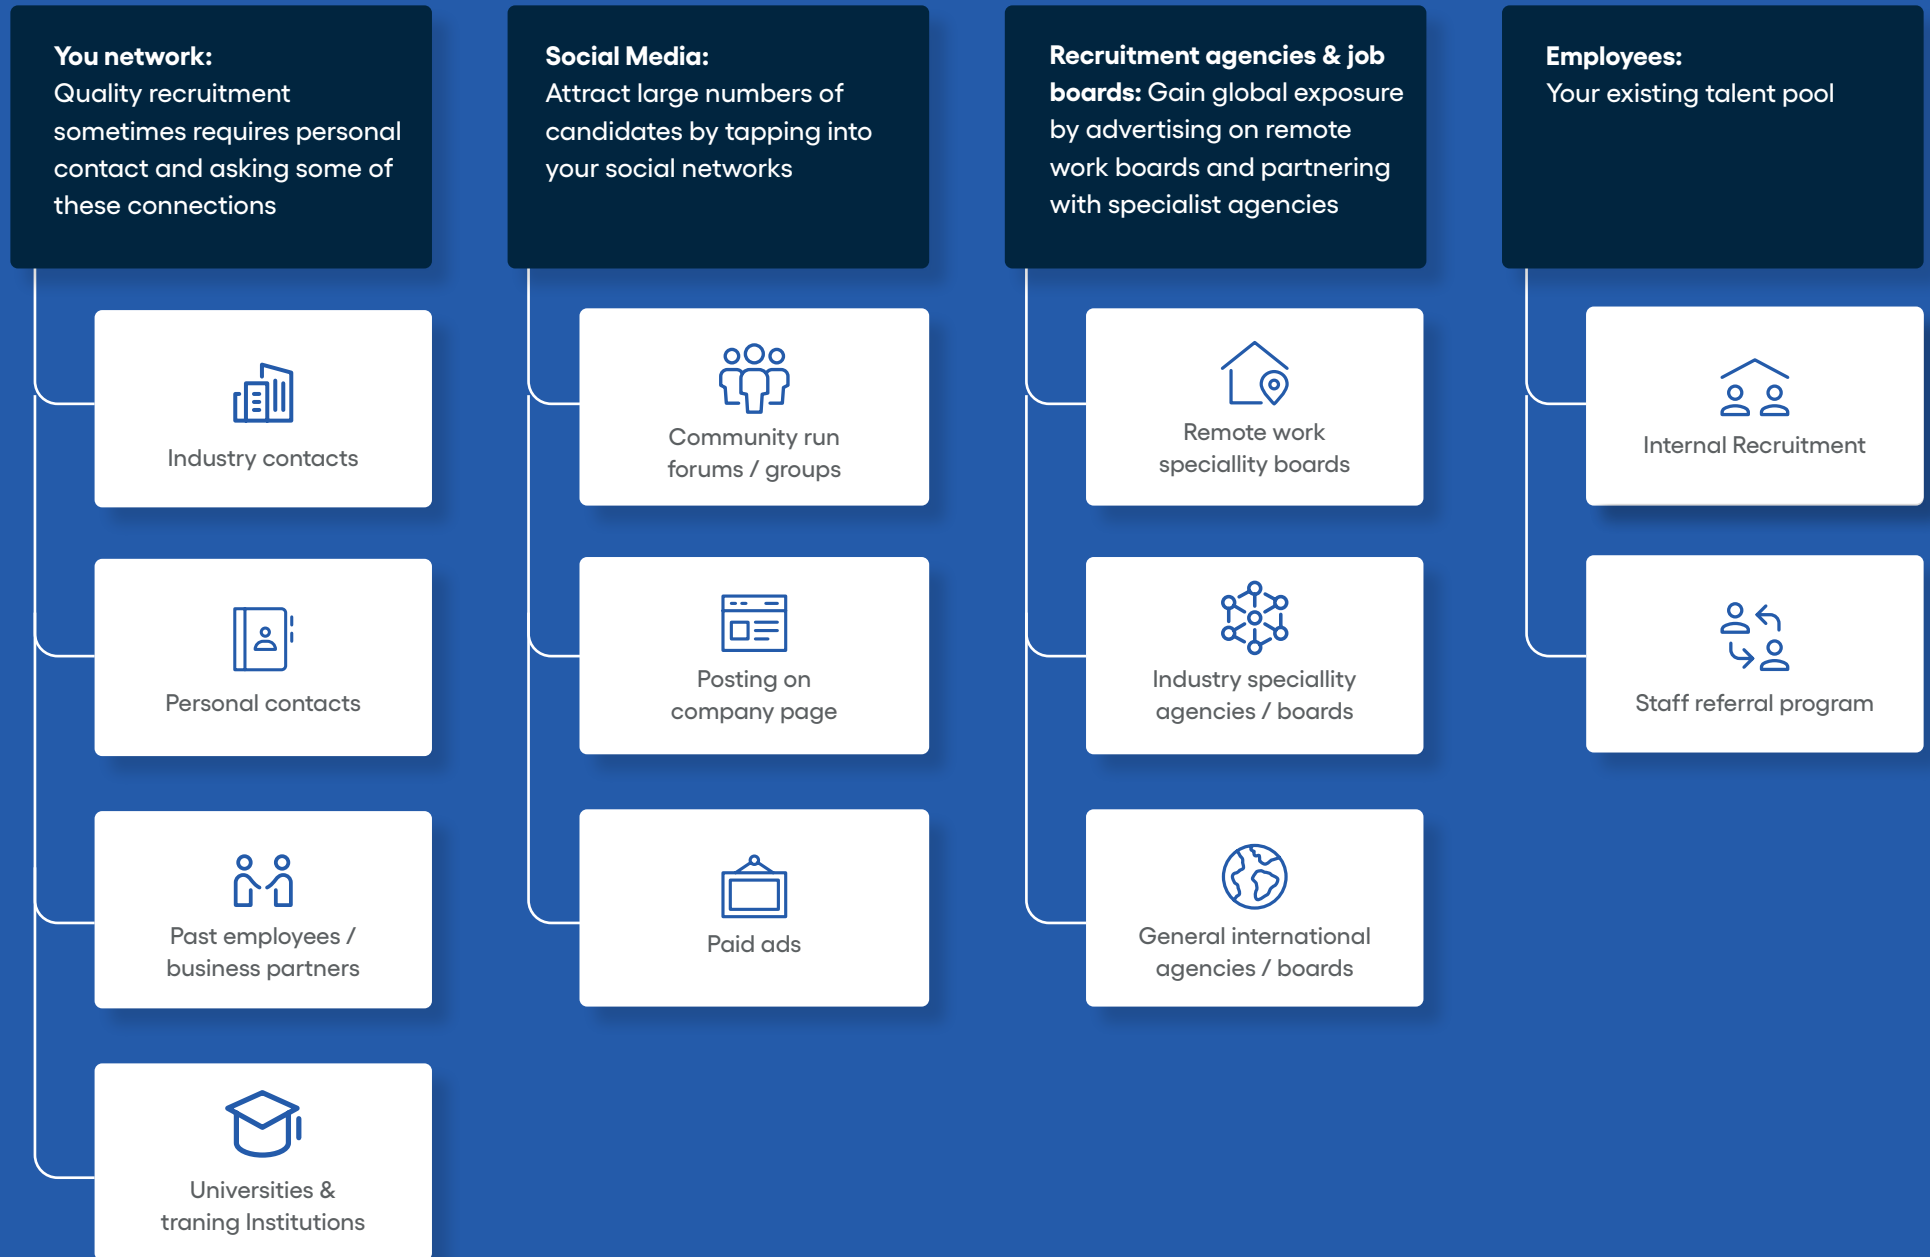 You network:
Quality recruitment
sometimes requires personal
contact and asking some of
these connections
Industry contacts
Personal contacts
Past employees /
business partners
Universities &
traning Institutions
Social Media:
Attract large numbers of
candidates by tapping into
your social networks
Community run
forums / groups
Posting on
company page
Paid ads
Recruitment agencies & job
boards: Gain global exposure
by advertising on remote
work boards and partnering
with specialist agencies
Remote work
speciallity boards
Industry speciallity
agencies / boards
General international
agencies / boards
Employees:
Your existing talent pool
Internal Recruitment
Staff referral program